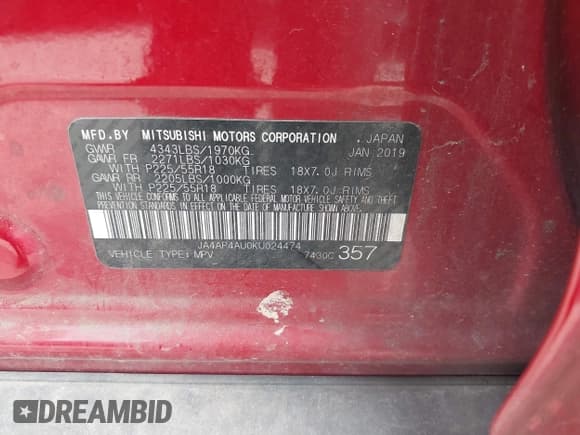 MFD.BY MITSUBISHI MOTORS CORPORATION . JAPAN
GVWR 4343LBS/1970KG JAN 2019
GAWR FR 2271LBS/1030KG
WITH P225/55R18 TIRES 18X7.0J RIMS
GAWR RR 2205LBS/1000KG
WITH P225/55R18 TIRES 18X7.0J RIMS
THIS VEHICLE CONFORMS TO ALL APPLICABLE U.S.
FEDERAL MOTOR VEHICLE SAFETY AND THEFT
PREVENTION STANDARDS IN EFFECT ON THE DATE OF MANUFACTURE SHOWN ABOVE.
JA4AP4AU0KU024474
VEHICLE TYPE: MPV 7430C 357
DREAMBID